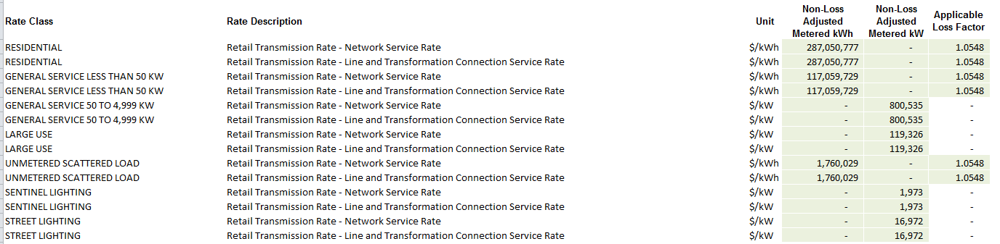 Rate Class Rate Description Unit Non-Loss Adjusted Metered kWh Non-Loss Adjusted Metered kW Applicable Loss Factor
RESIDENTIAL Retail Transmission Rate - Network Service Rate $/kWh 287,050,777 - 1.0548
RESIDENTIAL Retail Transmission Rate - Line and Transformation Connection Service Rate $/kWh 287,050,777 - 1.0548
GENERAL SERVICE LESS THAN 50 KW Retail Transmission Rate - Network Service Rate $/kWh 117,059,729 - 1.0548
GENERAL SERVICE LESS THAN 50 KW Retail Transmission Rate - Line and Transformation Connection Service Rate $/kWh 117,059,729 - 1.0548
GENERAL SERVICE 50 TO 4,999 KW Retail Transmission Rate - Network Service Rate $/kW - 800,535 -
GENERAL SERVICE 50 TO 4,999 KW Retail Transmission Rate - Line and Transformation Connection Service Rate $/kW - 800,535 -
LARGE USE Retail Transmission Rate - Network Service Rate $/kW - 119,326 -
LARGE USE Retail Transmission Rate - Line and Transformation Connection Service Rate $/kW - 119,326 -
UNMETERED SCATTERED LOAD Retail Transmission Rate - Network Service Rate $/kWh 1,760,029 - 1.0548
UNMETERED SCATTERED LOAD Retail Transmission Rate - Line and Transformation Connection Service Rate $/kWh 1,760,029 - 1.0548
SENTINEL LIGHTING Retail Transmission Rate - Network Service Rate $/kW - 1,973 -
SENTINEL LIGHTING Retail Transmission Rate - Line and Transformation Connection Service Rate $/kW - 1,973 -
STREET LIGHTING Retail Transmission Rate - Network Service Rate $/kW - 16,972 -
STREET LIGHTING Retail Transmission Rate - Line and Transformation Connection Service Rate $/kW - 16,972 -